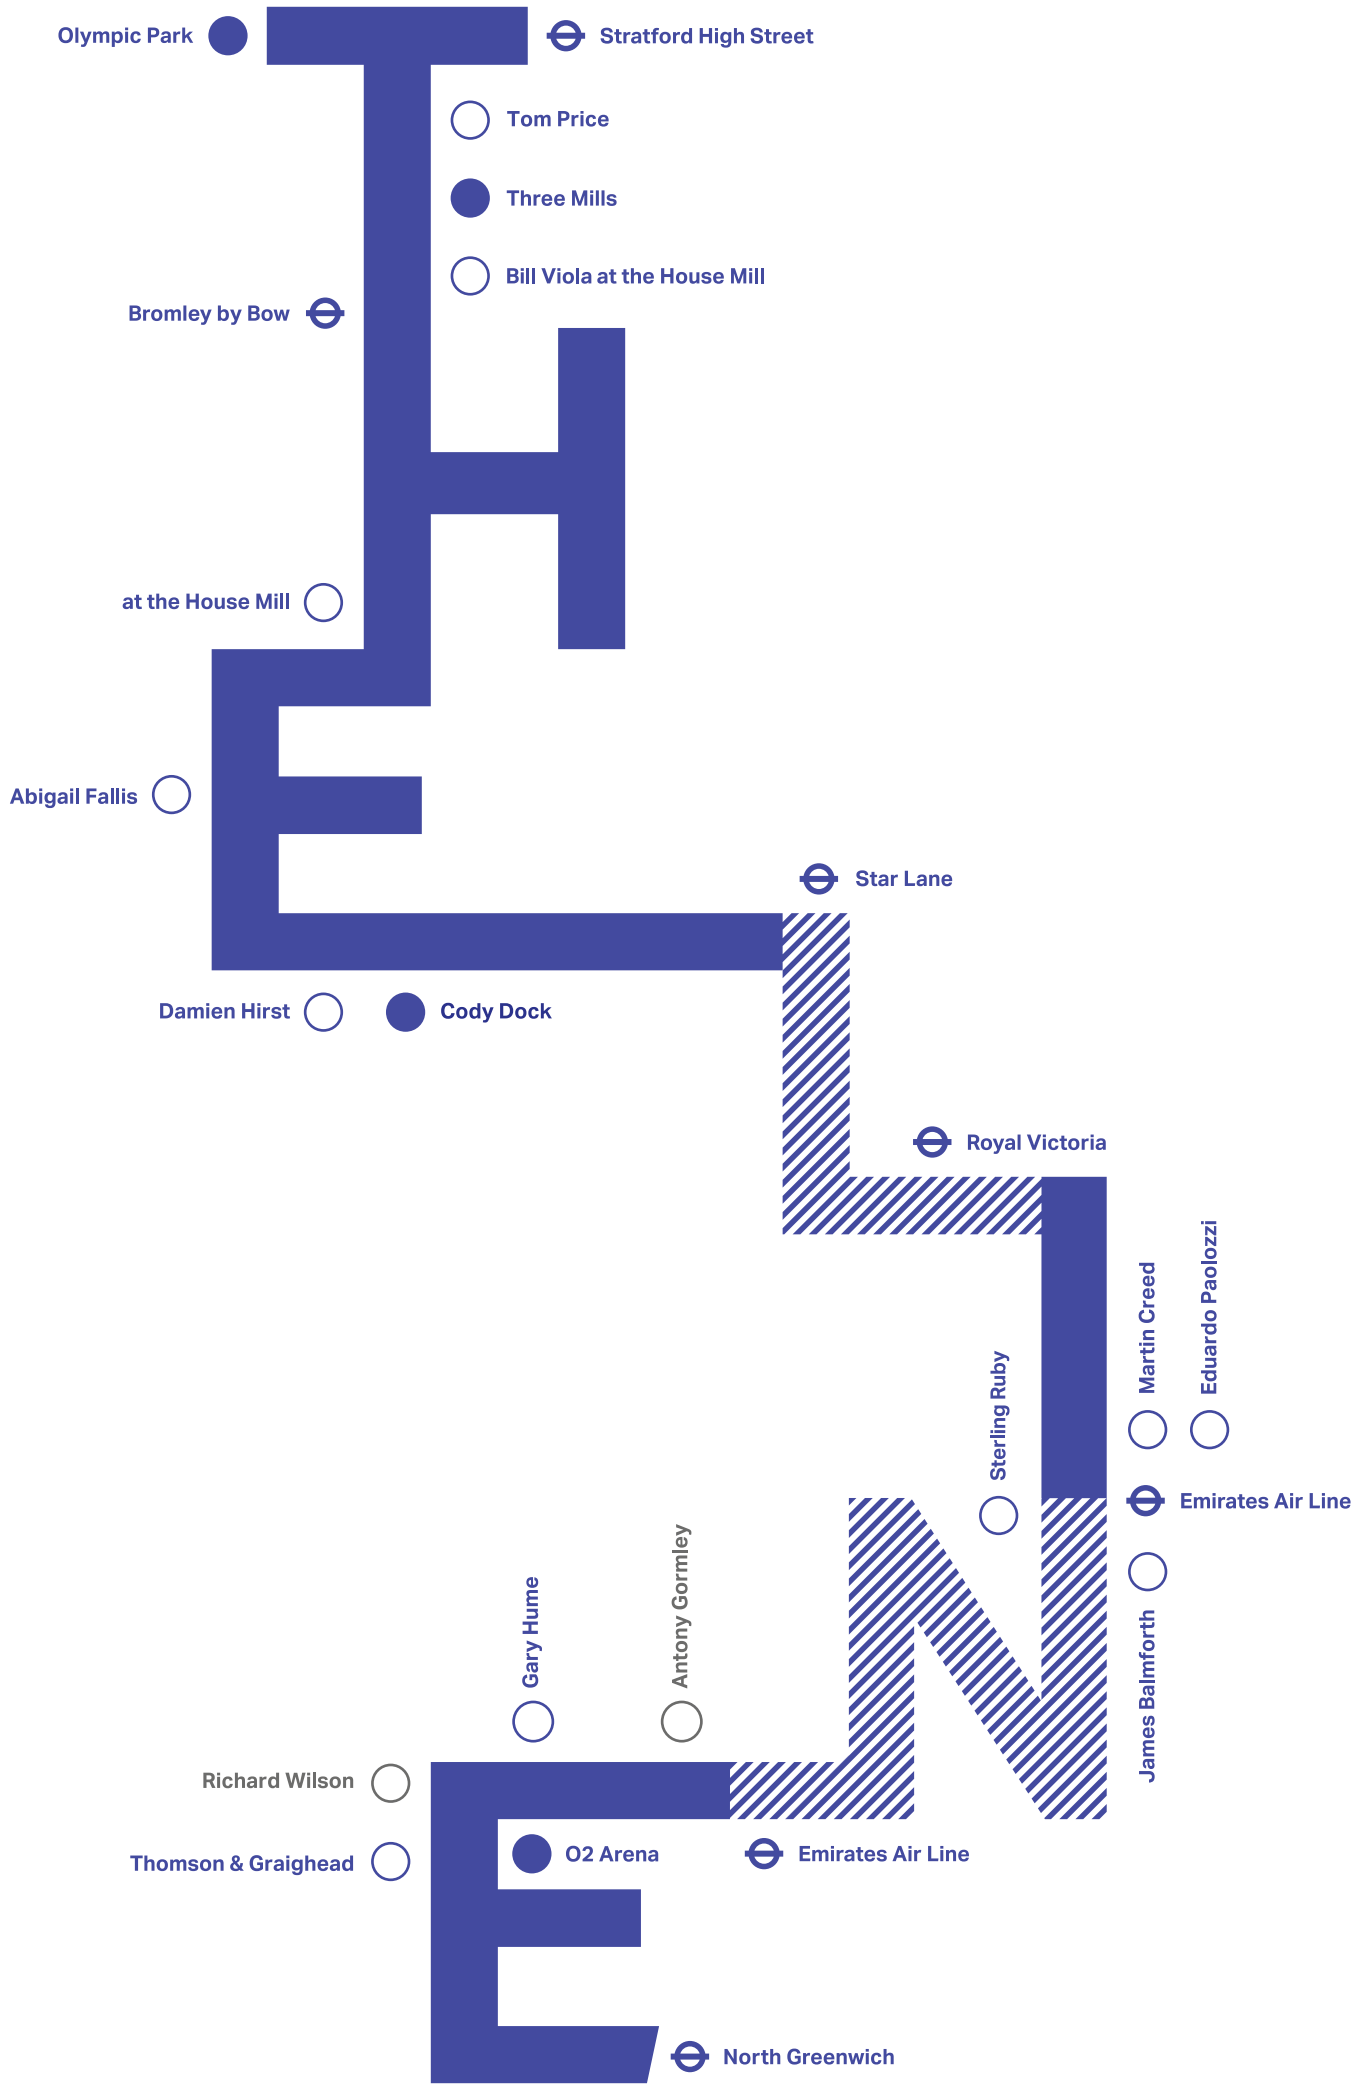 Olympic Park
Stratford High Street
Tom Price
Three Mills
Bill Viola at the House Mill
Bromley by Bow
at the House Mill
Abigail Fallis
Star Lane
Damien Hirst
Cody Dock
Royal Victoria
Martin Creed
Eduardo Paolozzi
Sterling Ruby
Emirates Air Line
James Balmforth
Gary Hume
Antony Gormley
Richard Wilson
Thomson & Graighead
O2 Arena
Emirates Air Line
North Greenwich